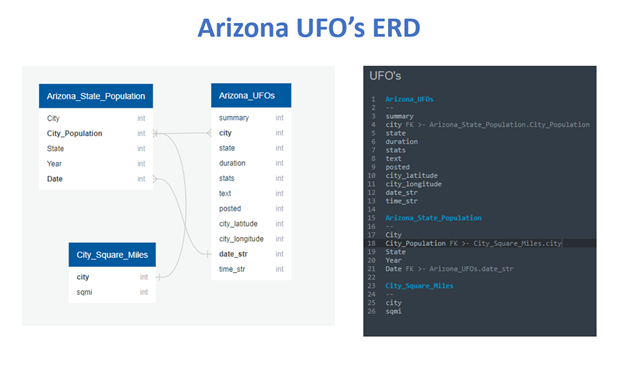 Arizona UFO's ERD
Arizona_State_Population
City int
City_Population int
State int
Year int
Date int
Arizona_UFOs
summary int
city int
state int
duration int
stats int
text int
posted int
city_latitude int
city_longitude int
date_str int
time_str int
City_Square_Miles
city int
sqmi int
UFO's
1 Arizona_UFOs
2 --
3 summary
4 city FK >- Arizona_State_Population.City_Population
5 state
6 duration
7 stats
8 text
9 posted
10 city_latitude
11 city_longitude
12 date_str
13 time_str
14
15 Arizona_State_Population
16 --
17 City
18 City_Population FK >- City_Square_Miles.city
19 State
20 Year
21 Date FK >- Arizona_UFOs.date_str
22
23 City_Square_Miles
24 --
25 city
26 sqmi